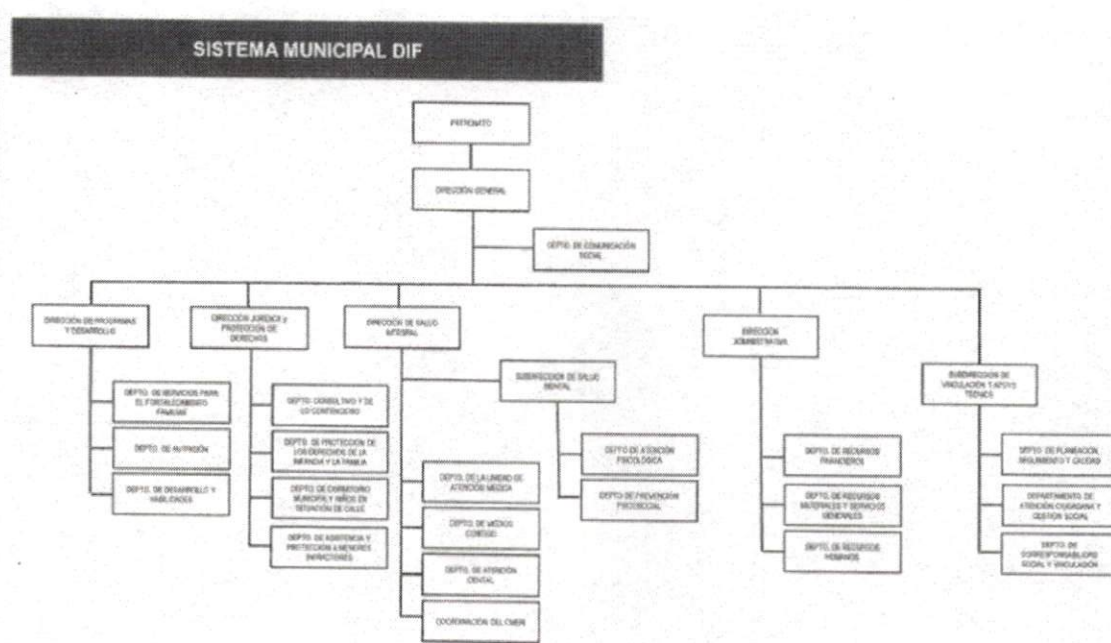 SISTEMA MUNICIPAL DIF
PATRONATO
DIRECCIÓN GENERAL
DEPTO. DE COMUNICACIÓN
SOCIAL
DIRECCIÓN DE PROGRAMAS
Y DESARROLLO
DIRECCIÓN JURÍDICA y
PROTECCIÓN DE
DERECHOS
DIRECCIÓN DE SALUD
INTEGRAL
DIRECCIÓN
ADMINISTRATIVA
SUBDIRECCIÓN DE
VINCULACIÓN Y APOYO
TÉCNICO
SUBDIRECCIÓN DE SALUD
MENTAL
DEPTO. DE SERVICIOS PARA
EL FORTALECIMIENTO
FAMILIAR
DEPTO. DE NUTRICIÓN
DEPTO. DE DESARROLLO Y
HABILIDADES
DEPTO. CONSULTIVO Y DE
LO CONTENCIOSO
DEPTO. DE PROTECCIÓN DE
LOS DERECHOS DE LA
INFANCIA Y LA FAMILIA
DEPTO. DE DORMITORIO
MUNICIPAL Y NIÑOS EN
SITUACIÓN DE CALLE
DEPTO. DE ASISTENCIA Y
PROTECCIÓN A MENORES
INFRACTORES
DEPTO. DE LA UNIDAD DE
ATENCIÓN MÉDICA
DEPTO. DE MÉDICO
DEPTO. DE ATENCIÓN
DENTAL
COORDINACIÓN DEL
DEPTO DE ATENCIÓN
PSICOLÓGICA
DEPTO DE PREVENCIÓN
PSICOSOCIAL
DEPTO. DE RECURSOS
FINANCIEROS
DEPTO. DE RECURSOS
MATERIALES Y SERVICIOS
GENERALES
DEPTO. DE RECURSOS
HUMANOS
DEPTO. DE PLANEACIÓN,
SEGUIMIENTO Y CALIDAD
DEPARTAMENTO DE
ATENCIÓN CIUDADANA Y
GESTIÓN SOCIAL
DEPTO. DE
SOCIAL Y VINCULACIÓN